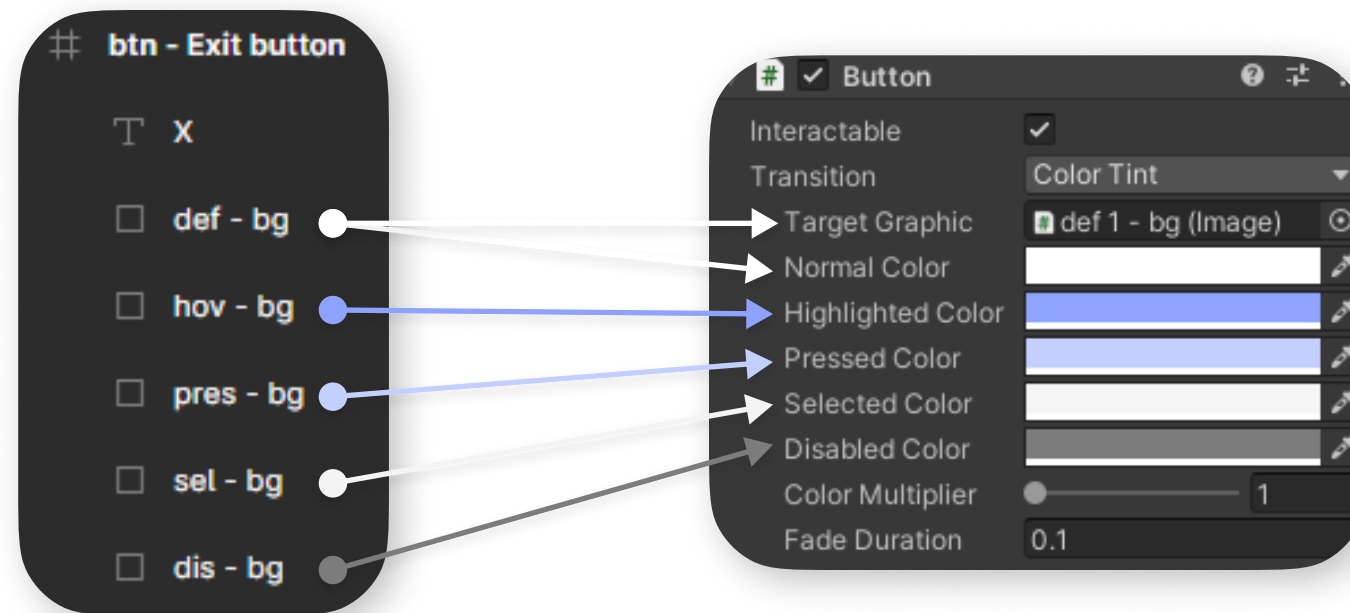 btn - Exit button
X
def - bg
hov - bg
pres - bg
sel - bg
dis - bg
# Button
Interactable
Transition Color Tint
Target Graphic # def 1 - bg (Image)
Normal Color
Highlighted Color
Pressed Color
Selected Color
Disabled Color
Color Multiplier 1
Fade Duration 0.1